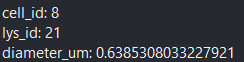 cell_id: 8
lys_id: 21
diameter_um: 0.6385308033227921